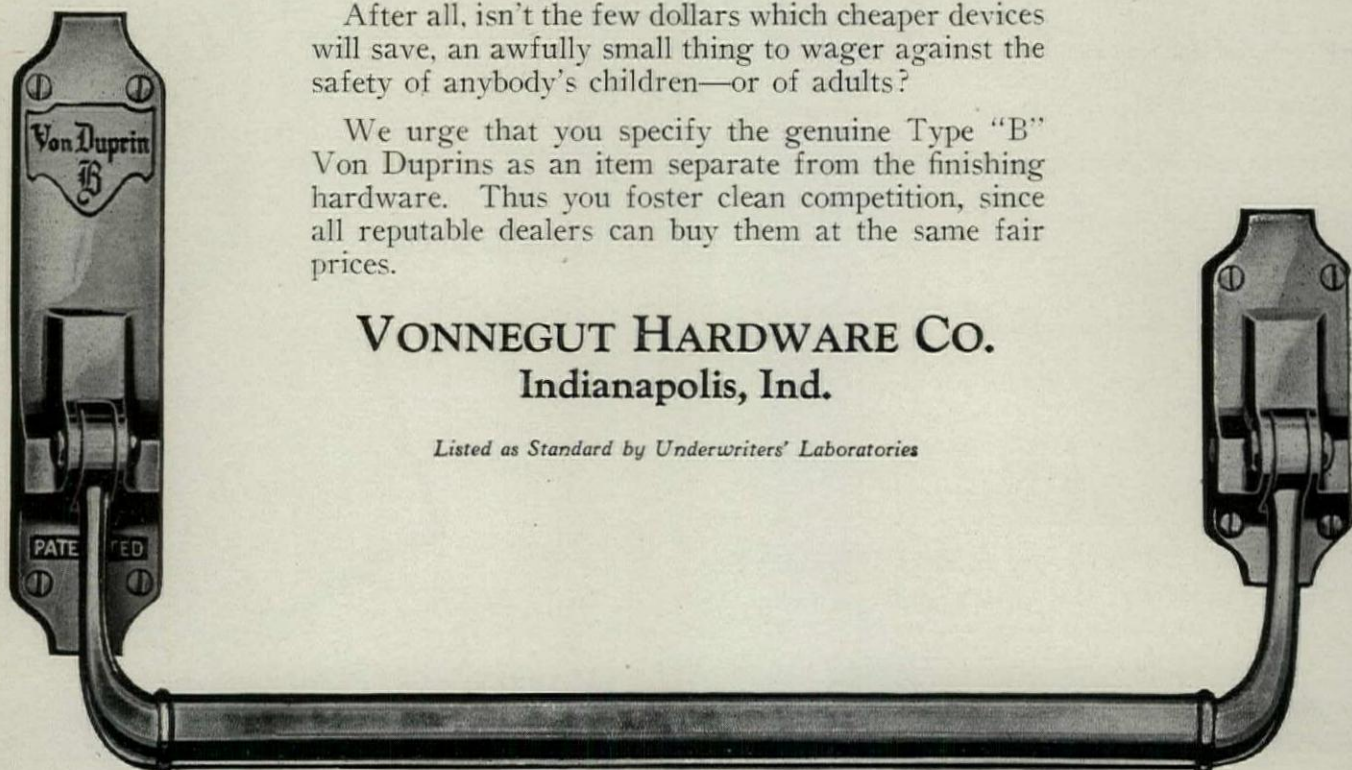 After all, isn't the few dollars which cheaper devices
will save, an awfully small thing to wager against the
safety of anybody's children—or of adults?
We urge that you specify the genuine Type "B"
Von Duprins as an item separate from the finishing
hardware. Thus you foster clean competition, since
all reputable dealers can buy them at the same fair
prices.
VONNEGUT HARDWARE CO.
Indianapolis, Ind.
Listed as Standard by Underwriters' Laboratories
Von Duprin
B
PATE TED